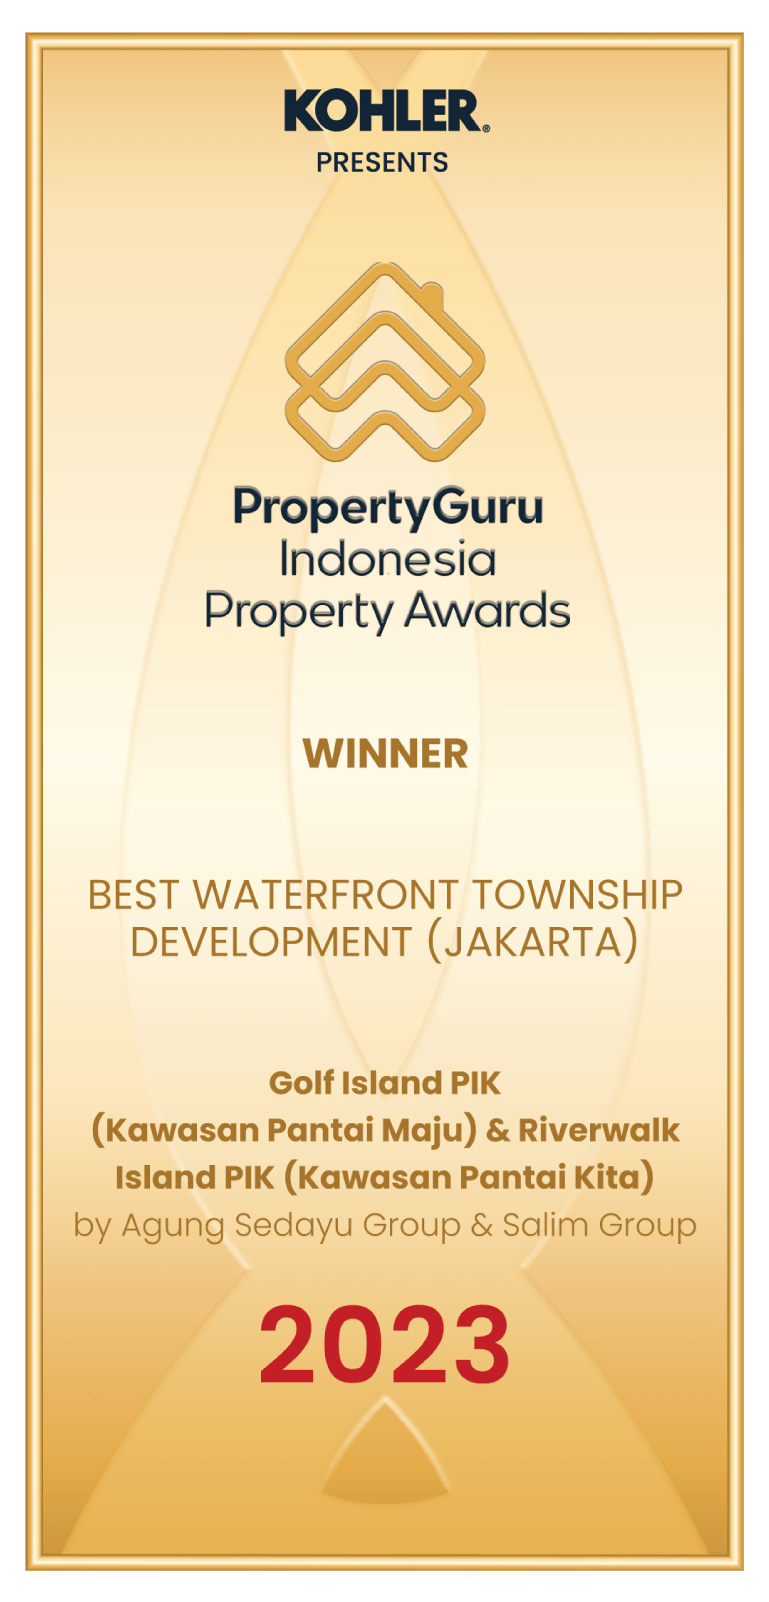 KOHLER®
PRESENTS
PropertyGuru
Indonesia
Property Awards
WINNER
BEST WATERFRONT TOWNSHIP
DEVELOPMENT (JAKARTA)
Golf Island PIK
(Kawasan Pantai Maju) & Riverwalk
Island PIK (Kawasan Pantai Kita)
by Agung Sedayu Group & Salim Group
2023